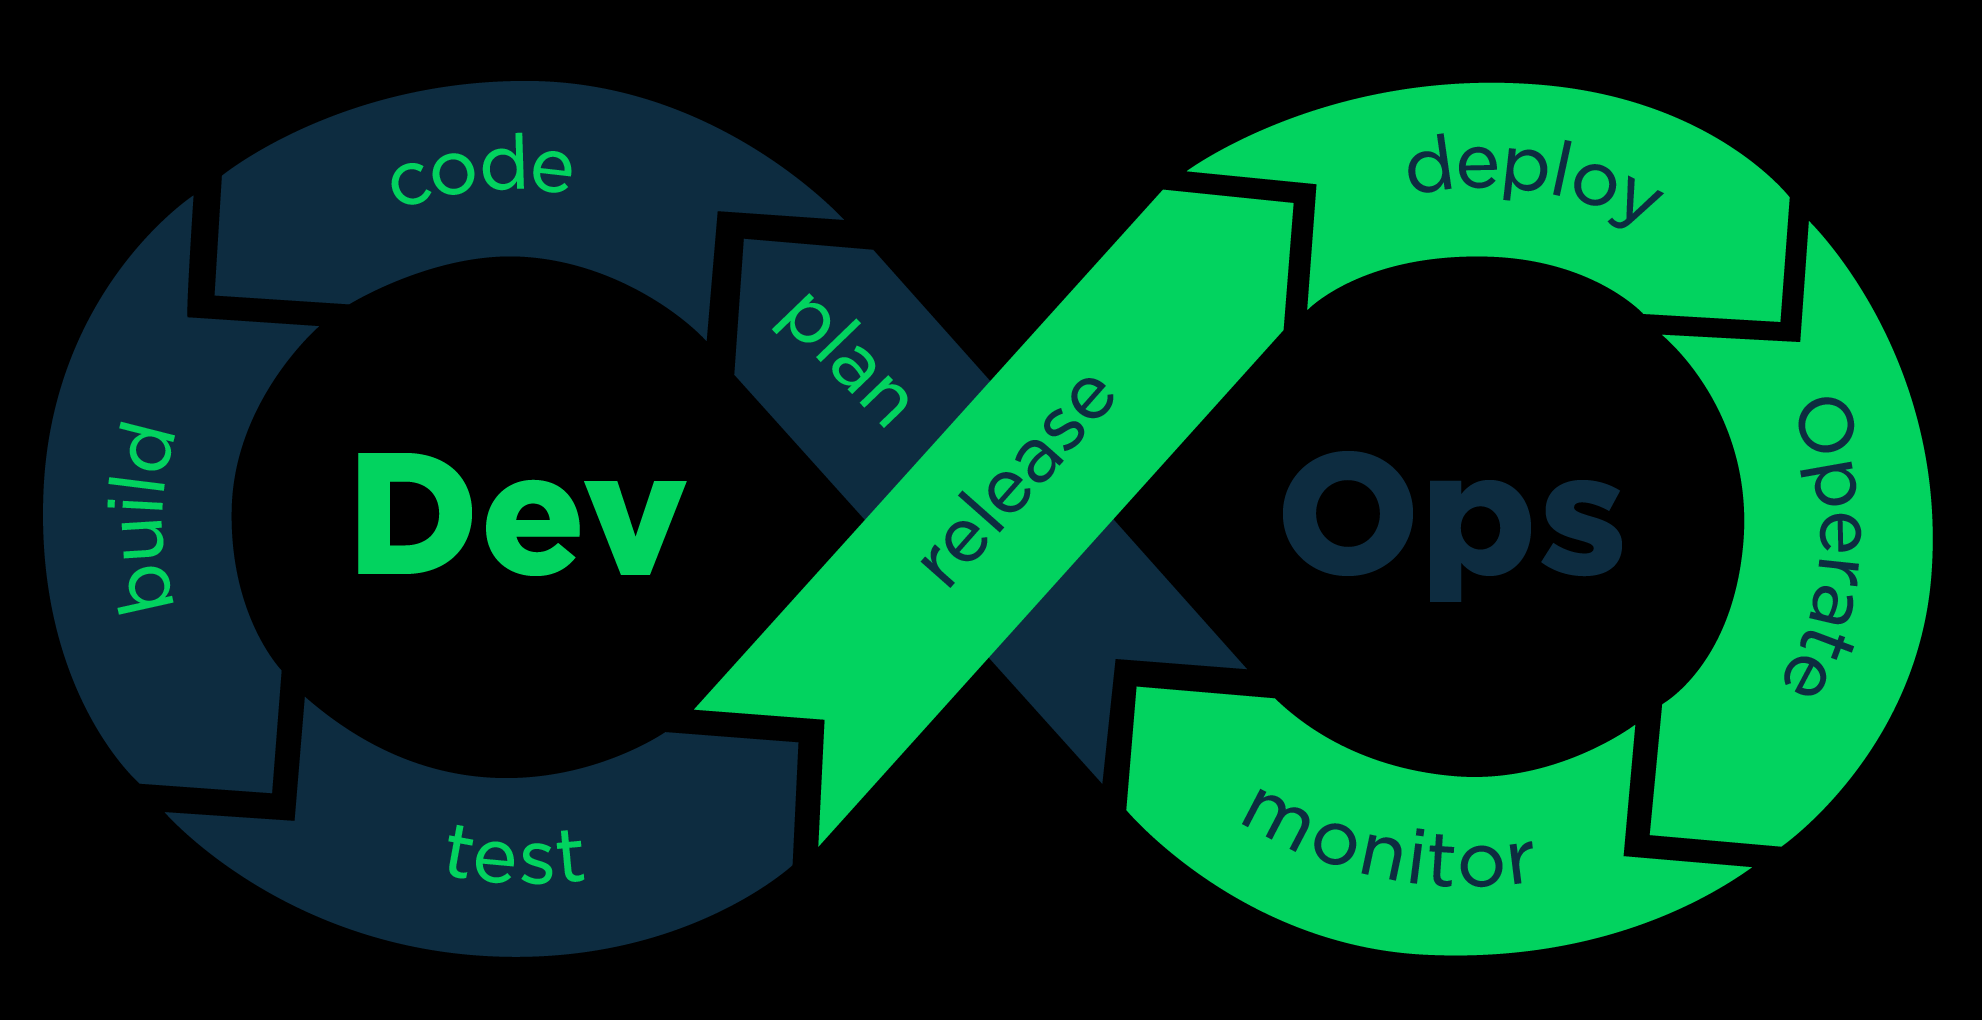 code
deploy
plan
build
Dev
release
Ops
Operate
test
monitor